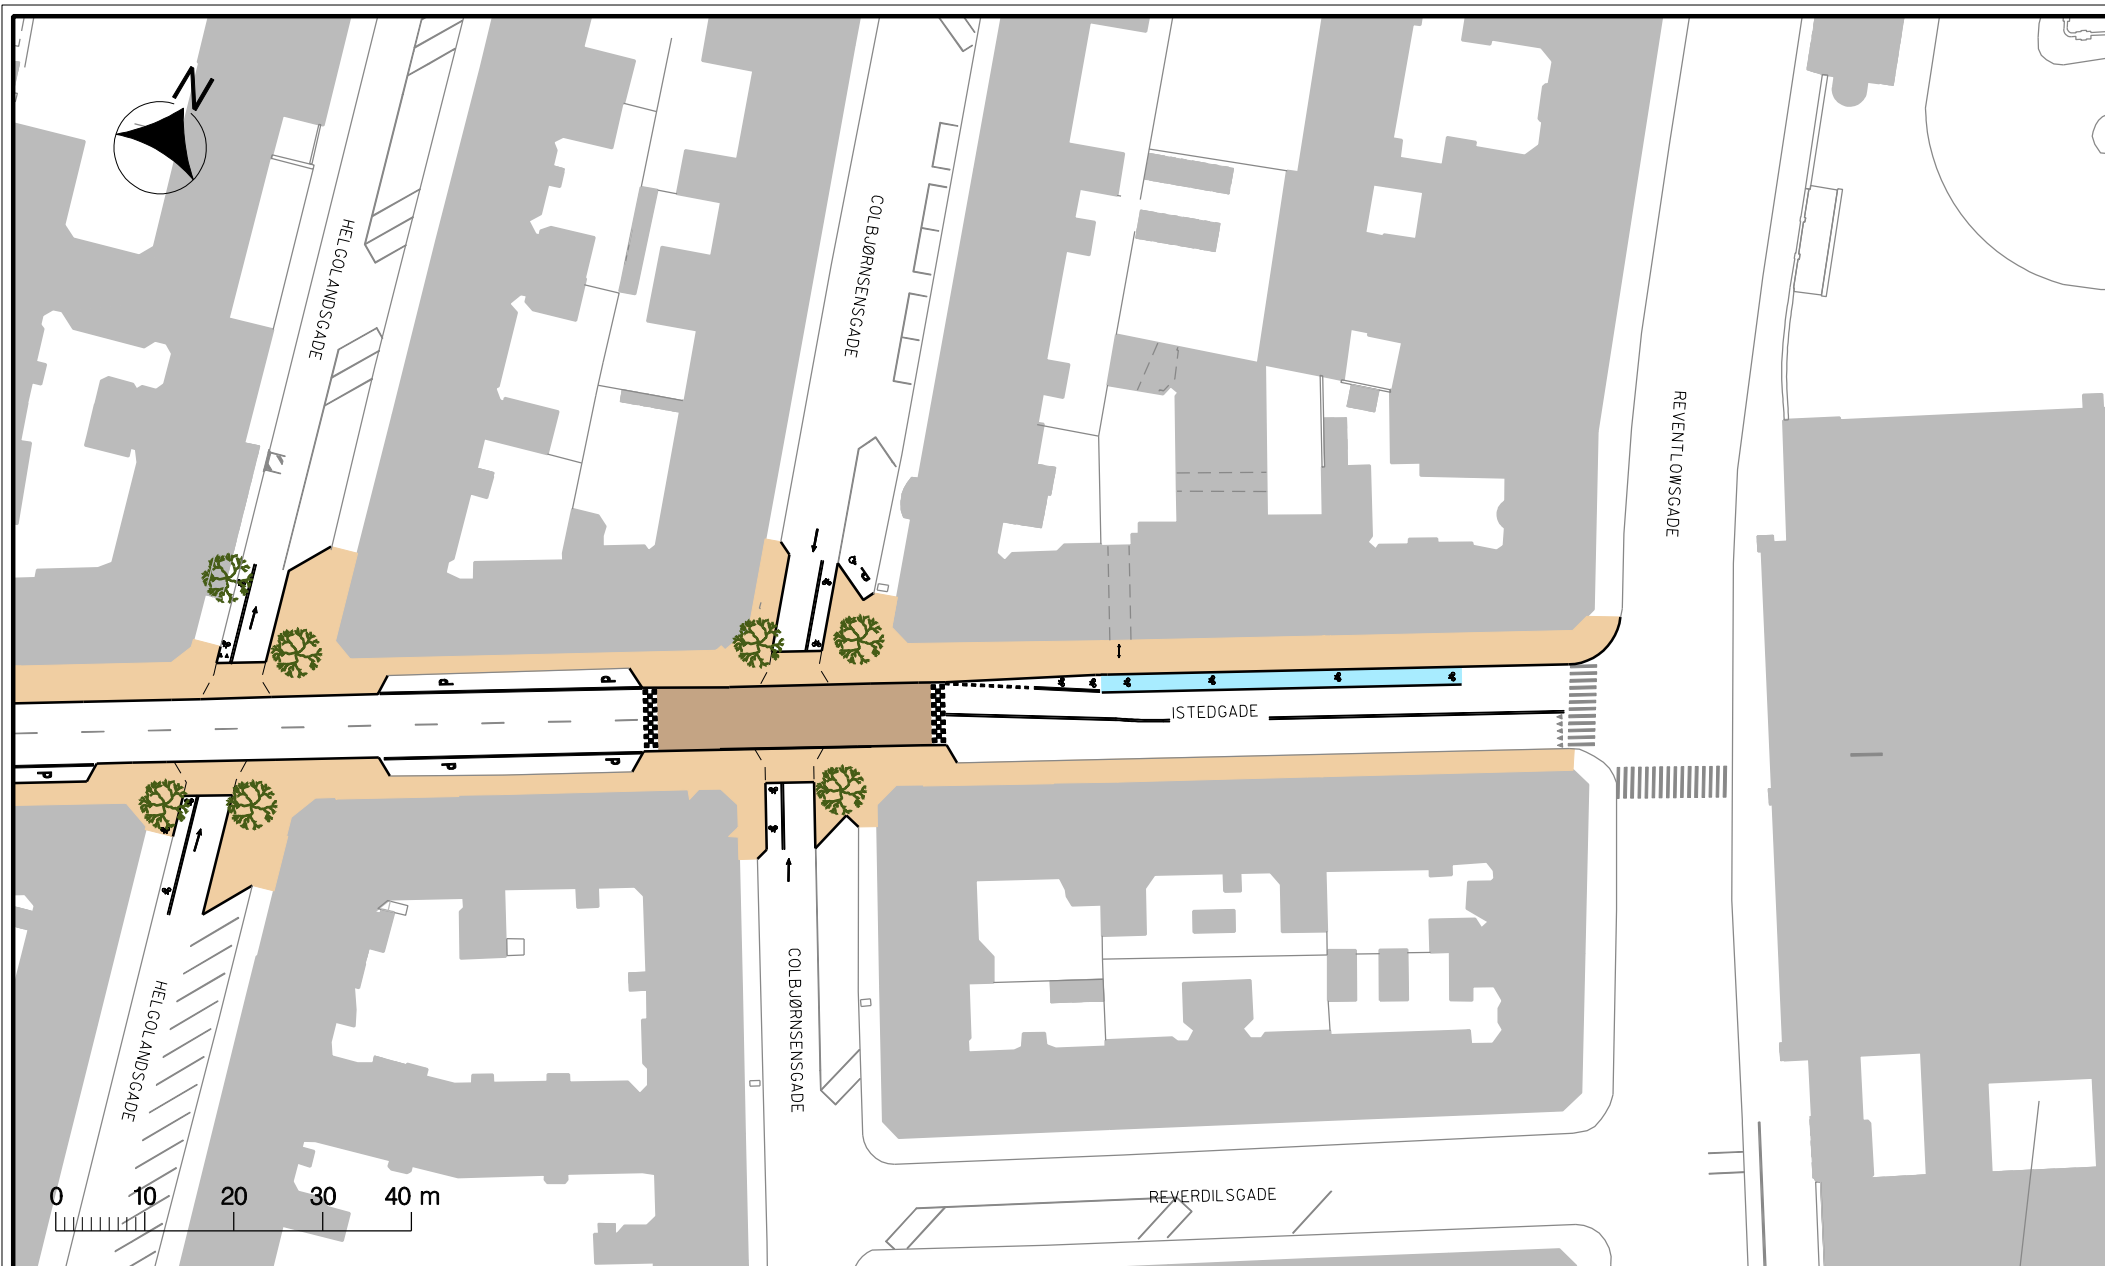 N
HELGOLANDSGADE
COLBJØRNSENSGADE
REVENTLOWSGADE
P
P
ISTEDGADE
P
P
P
P
HELGOLANDSGADE
COLBJØRNSENSGADE
REVERDILSGADE
0 10 20 30 40 m